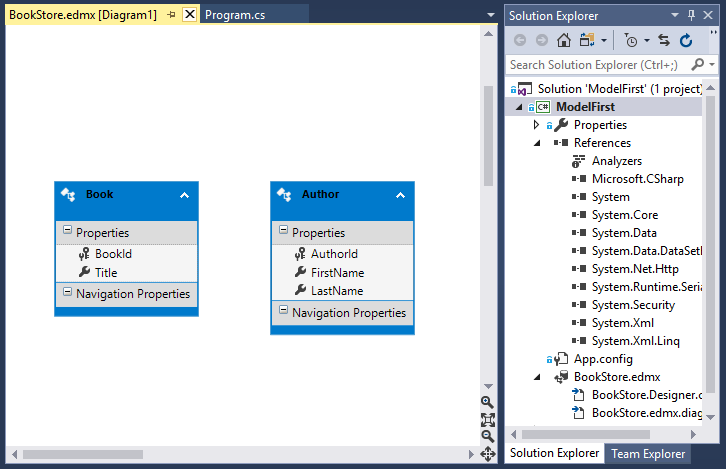 BookStore.edmx [Diagram1]
Program.cs
Book
Properties
BookId
Title
Navigation Properties
Author
Properties
AuthorId
FirstName
LastName
Navigation Properties
Solution Explorer
Search Solution Explorer (Ctrl+;)
Solution 'ModelFirst' (1 project)
C# ModelFirst
Properties
References
Analyzers
Microsoft.CSharp
System
System.Core
System.Data
System.Data.DataSetE
System.Net.Http
System.Runtime.Seria
System.Security
System.Xml
System.Xml.Linq
App.config
BookStore.edmx
BookStore.Designer.c
BookStore.edmx.diag
Solution Explorer
Team Explorer